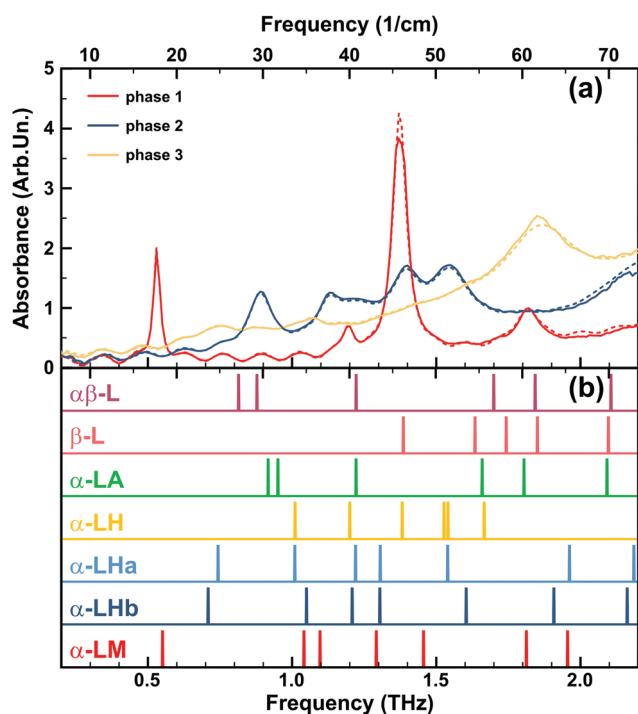 Frequency (1/cm)
10 20 30 40 50 60 70
5
4
3
2
1
0
Absorbance (Arb.Un.)
(a)
phase 1
phase 2
phase 3
(b)
αβ-L
β-L
α-LA
α-LH
α-LHa
α-LHb
α-LM
0.5 1.0 1.5 2.0
Frequency (THz)